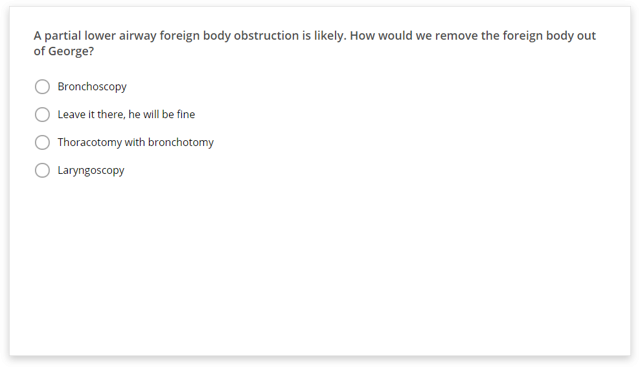 A partial lower airway foreign body obstruction is likely. How would we remove the foreign body out
of George?
Bronchoscopy
Leave it there, he will be fine
Thoracotomy with bronchotomy
Laryngoscopy